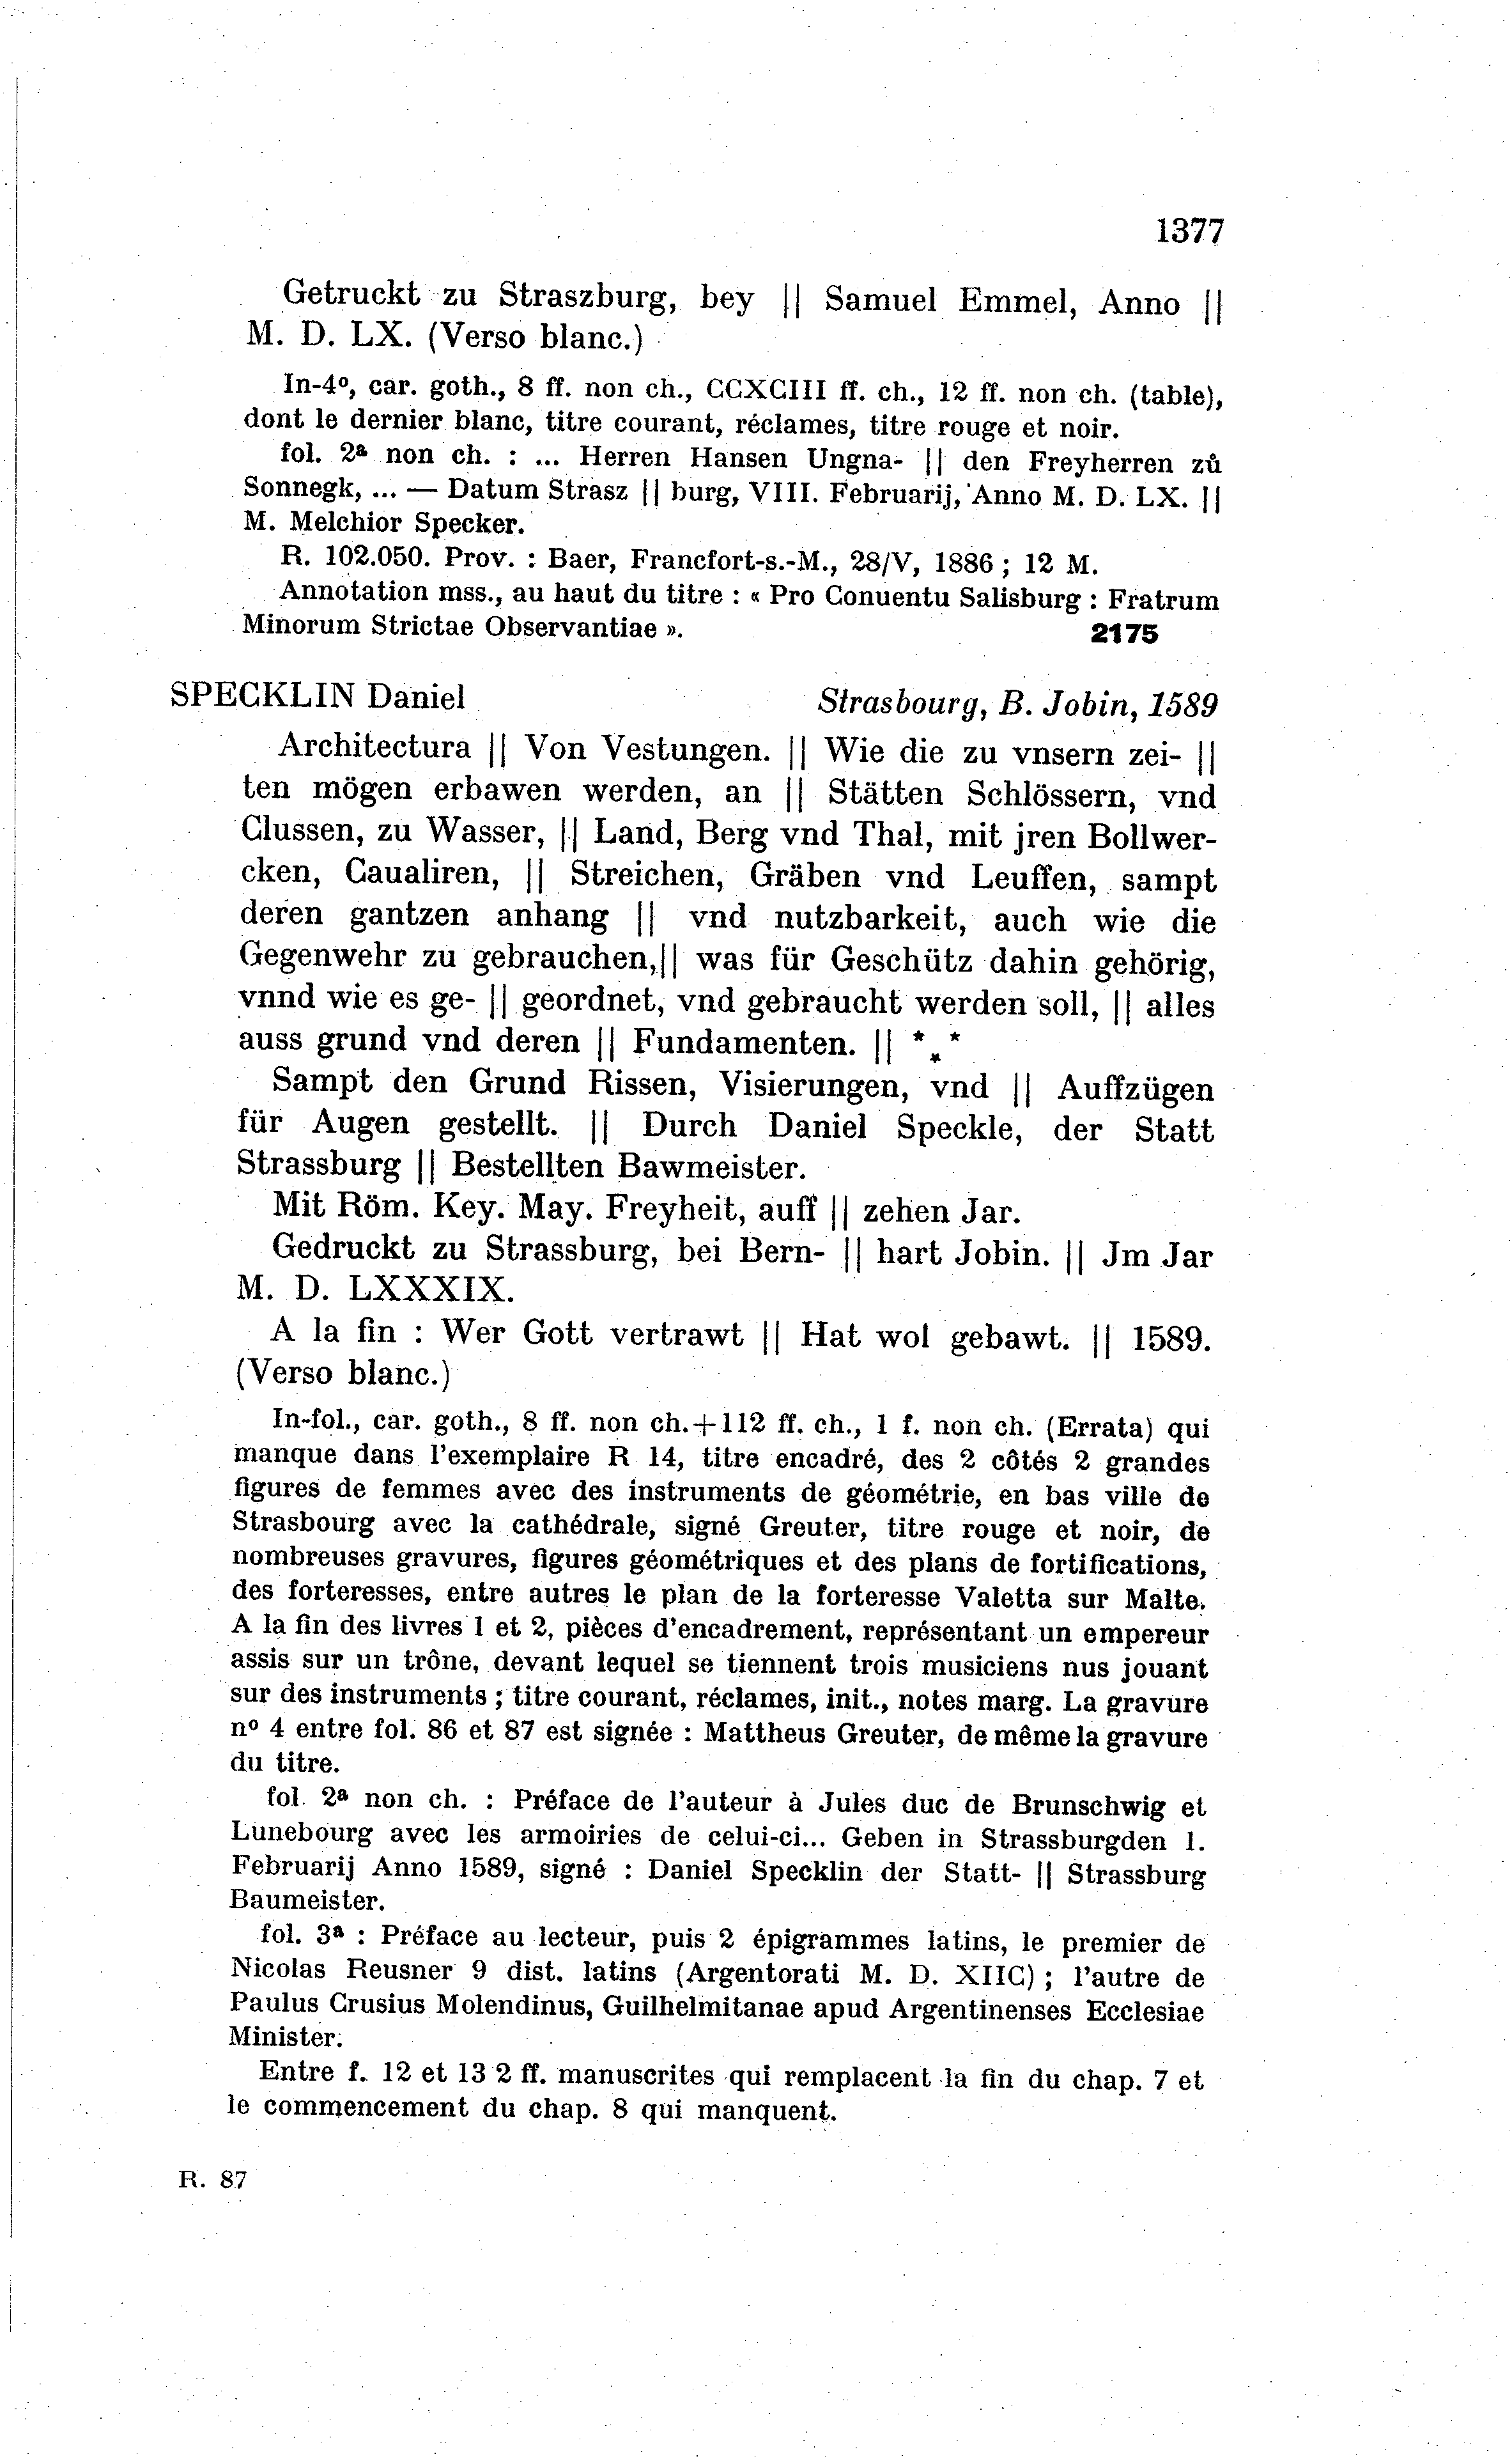 1377
Getruckt zu Straszburg, bey || Samuel Emmel, Anno ||
M. D. LX. (Verso blanc.)
In-4º, car. goth., 8 ff. non ch., CCXCIII ff. ch., 12 ff. non ch. (table),
dont le dernier blanc, titre courant, réclames, titre rouge et noir.
fol. 2ª non ch. : ... Herren Hansen Ungna- || den Freyherren zů
Sonnegk, ... — Datum Strasz || burg, VIII. Februarij, Anno M. D. LX. ||
M. Melchior Specker.
R. 102.050. Prov. : Baer, Francfort-s.-M., 28/V, 1886 ; 12 M.
Annotation mss., au haut du titre : « Pro Conuentu Salisburg : Fratrum
Minorum Strictae Observantiae ». 2175
SPECKLIN Daniel Strasbourg, B. Jobin, 1589
Architectura || Von Vestungen. || Wie die zu vnsern zei- ||
ten mögen erbawen werden, an || Stätten Schlössern, vnd
Clussen, zu Wasser, || Land, Berg vnd Thal, mit jren Bollwer-
cken, Caualiren, || Streichen, Gräben vnd Leuffen, sampt
deren gantzen anhang || vnd nutzbarkeit, auch wie die
Gegenwehr zu gebrauchen,|| was für Geschütz dahin gehörig,
vnnd wie es ge- || geordnet, vnd gebraucht werden soll, || alles
auss grund vnd deren || Fundamenten. || *⁎*
Sampt den Grund Rissen, Visierungen, vnd || Auffzügen
für Augen gestellt. || Durch Daniel Speckle, der Statt
Strassburg || Bestellten Bawmeister.
Mit Röm. Key. May. Freyheit, auff || zehen Jar.
Gedruckt zu Strassburg, bei Bern- || hart Jobin. || Jm Jar
M. D. LXXXIX.
A la fin : Wer Gott vertrawt || Hat wol gebawt. || 1589.
(Verso blanc.)
In-fol., car. goth., 8 ff. non ch.+112 ff. ch., 1 f. non ch. (Errata) qui
manque dans l'exemplaire R 14, titre encadré, des 2 côtés 2 grandes
figures de femmes avec des instruments de géométrie, en bas ville de
Strasbourg avec la cathédrale, signé Greuter, titre rouge et noir, de
nombreuses gravures, figures géométriques et des plans de fortifications,
des forteresses, entre autres le plan de la forteresse Valetta sur Malte.
A la fin des livres 1 et 2, pièces d'encadrement, représentant un empereur
assis sur un trône, devant lequel se tiennent trois musiciens nus jouant
sur des instruments ; titre courant, réclames, init., notes marg. La gravure
nº 4 entre fol. 86 et 87 est signée : Mattheus Greuter, de même la gravure
du titre.
fol. 2ª non ch. : Préface de l'auteur à Jules duc de Brunschwig et
Lunebourg avec les armoiries de celui-ci... Geben in Strassburgden 1.
Februarij Anno 1589, signé : Daniel Specklin der Statt- || Strassburg
Baumeister.
fol. 3ª : Préface au lecteur, puis 2 épigrammes latins, le premier de
Nicolas Reusner 9 dist. latins (Argentorati M. D. XIIC) ; l'autre de
Paulus Crusius Molendinus, Guilhelmitanae apud Argentinenses Ecclesiae
Minister.
Entre f. 12 et 13 2 ff. manuscrites qui remplacent la fin du chap. 7 et
le commencement du chap. 8 qui manquent.
R. 87